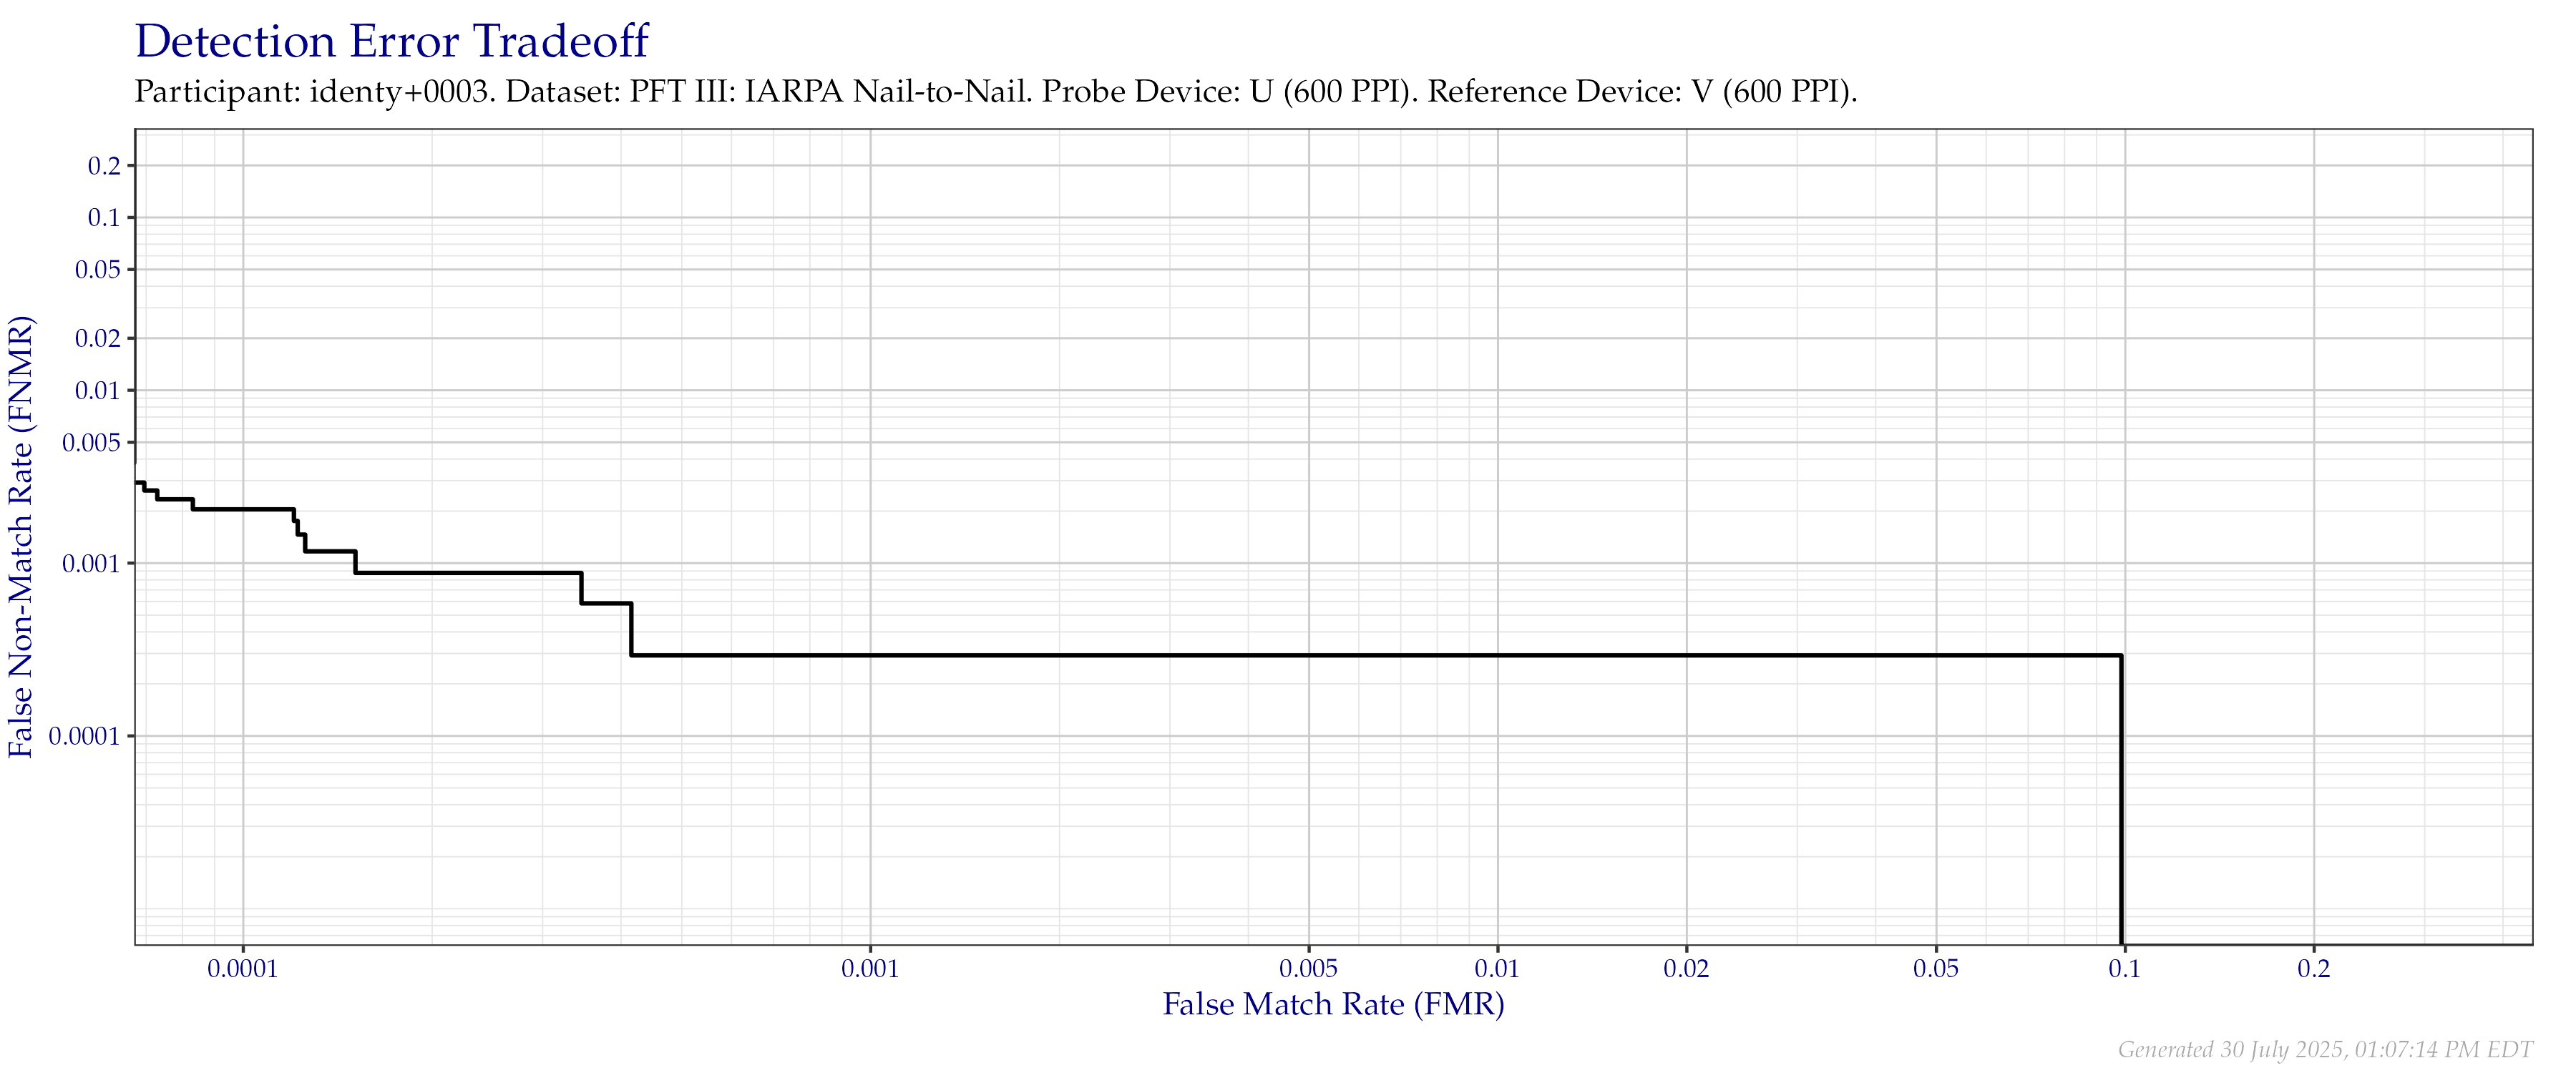 Detection Error Tradeoff
Participant: identy+0003. Dataset: PFT III: IARPA Nail-to-Nail. Probe Device: U (600 PPI). Reference Device: V (600 PPI).
False Non-Match Rate (FNMR)
0.2
0.1
0.05
0.02
0.01
0.005
0.001
0.0001
0.0001 0.001 0.005 0.01 0.02 0.05 0.1 0.2
False Match Rate (FMR)
Generated 30 July 2025, 01:07:14 PM EDT